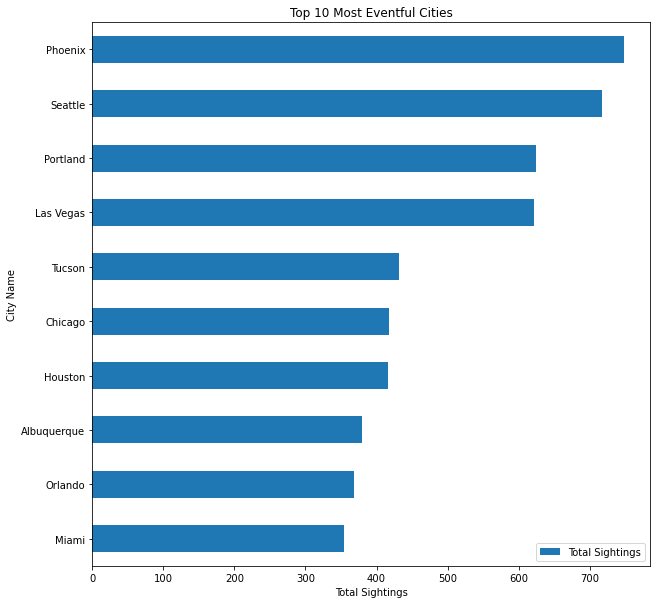 Top 10 Most Eventful Cities
City Name
Phoenix
Seattle
Portland
Las Vegas
Tucson
Chicago
Houston
Albuquerque
Orlando
Miami
Total Sightings
0 100 200 300 400 500 600 700
Total Sightings